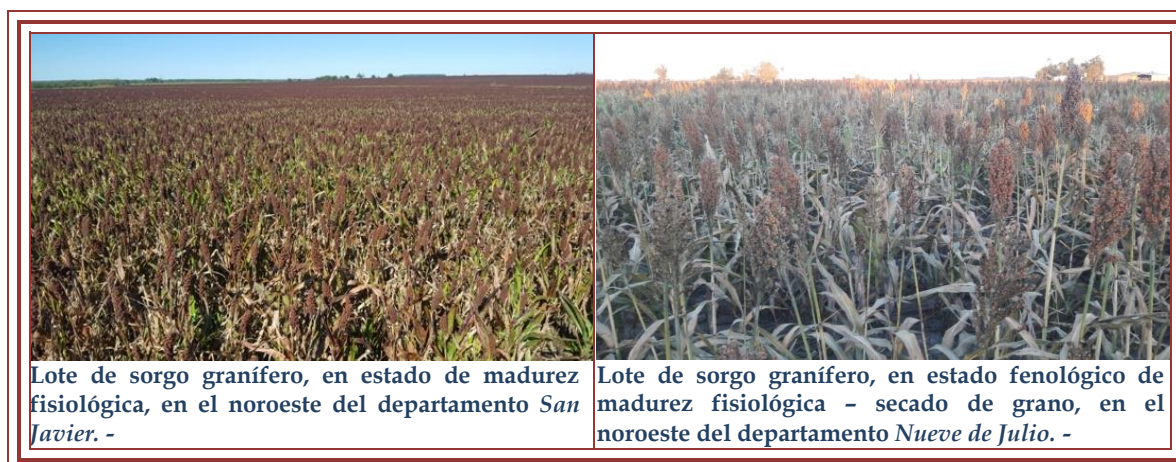 Lote de sorgo granífero, en estado de madurez
fisiológica, en el noroeste del departamento San
Javier. -
Lote de sorgo granífero, en estado fenológico de
madurez fisiológica – secado de grano, en el
noroeste del departamento Nueve de Julio. -